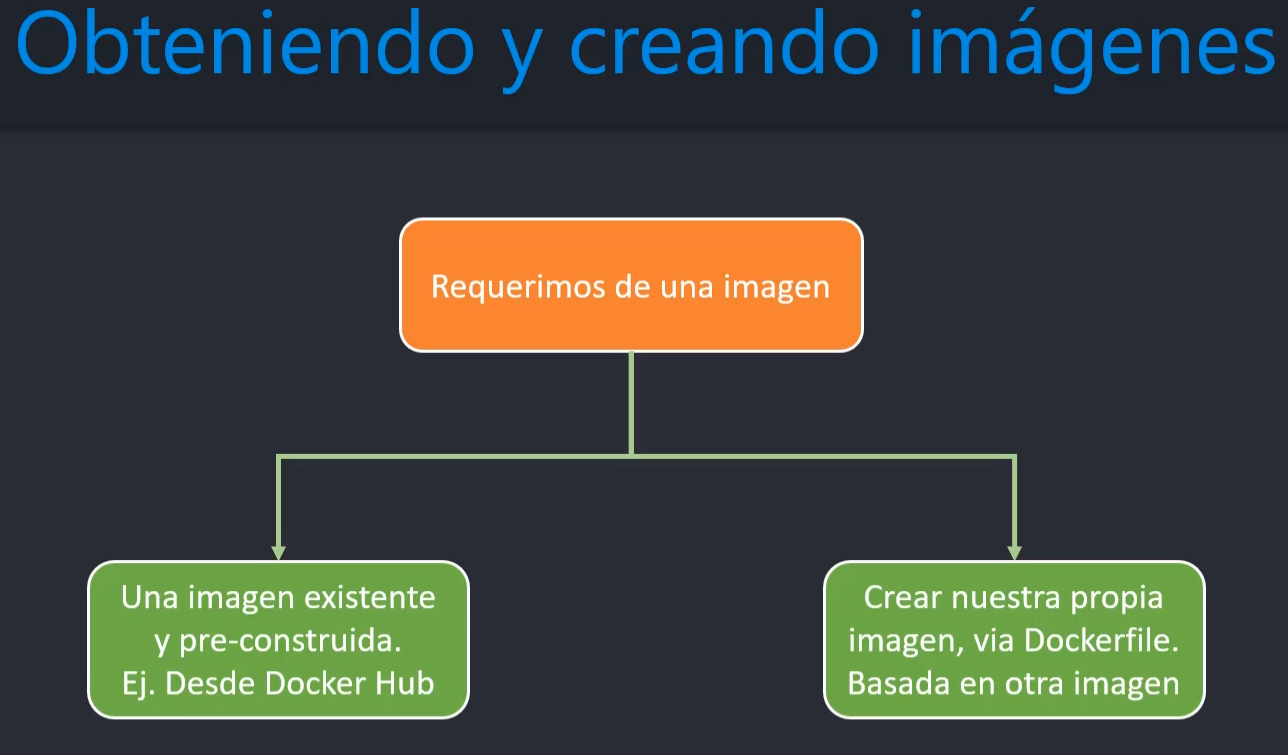 Obteniendo y creando imágenes
Requerimos de una imagen
Una imagen existente
y pre-construida.
Ej. Desde Docker Hub
Crear nuestra propia
imagen, via Dockerfile.
Basada en otra imagen